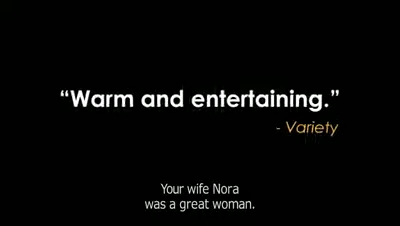 “Warm and entertaining.”
- Variety
Your wife Nora
was a great woman.